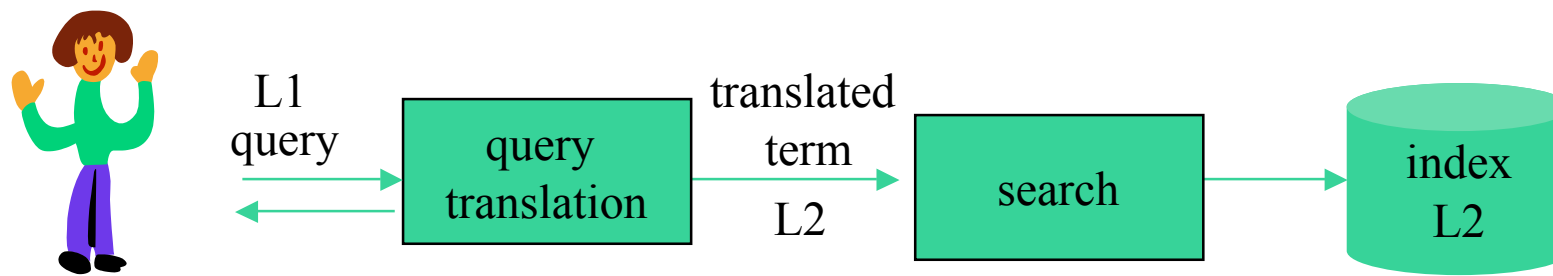 L1
query
query
translation
translated
term
L2
search
index
L2